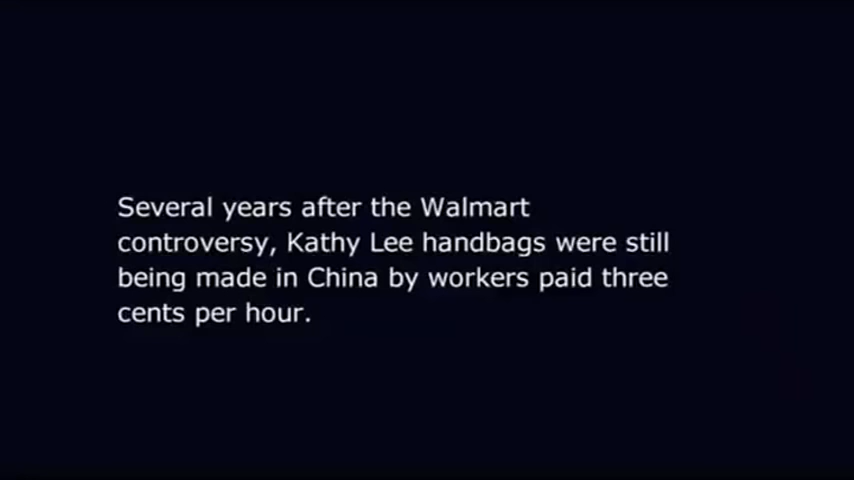 Several years after the Walmart
controversy, Kathy Lee handbags were still
being made in China by workers paid three
cents per hour.